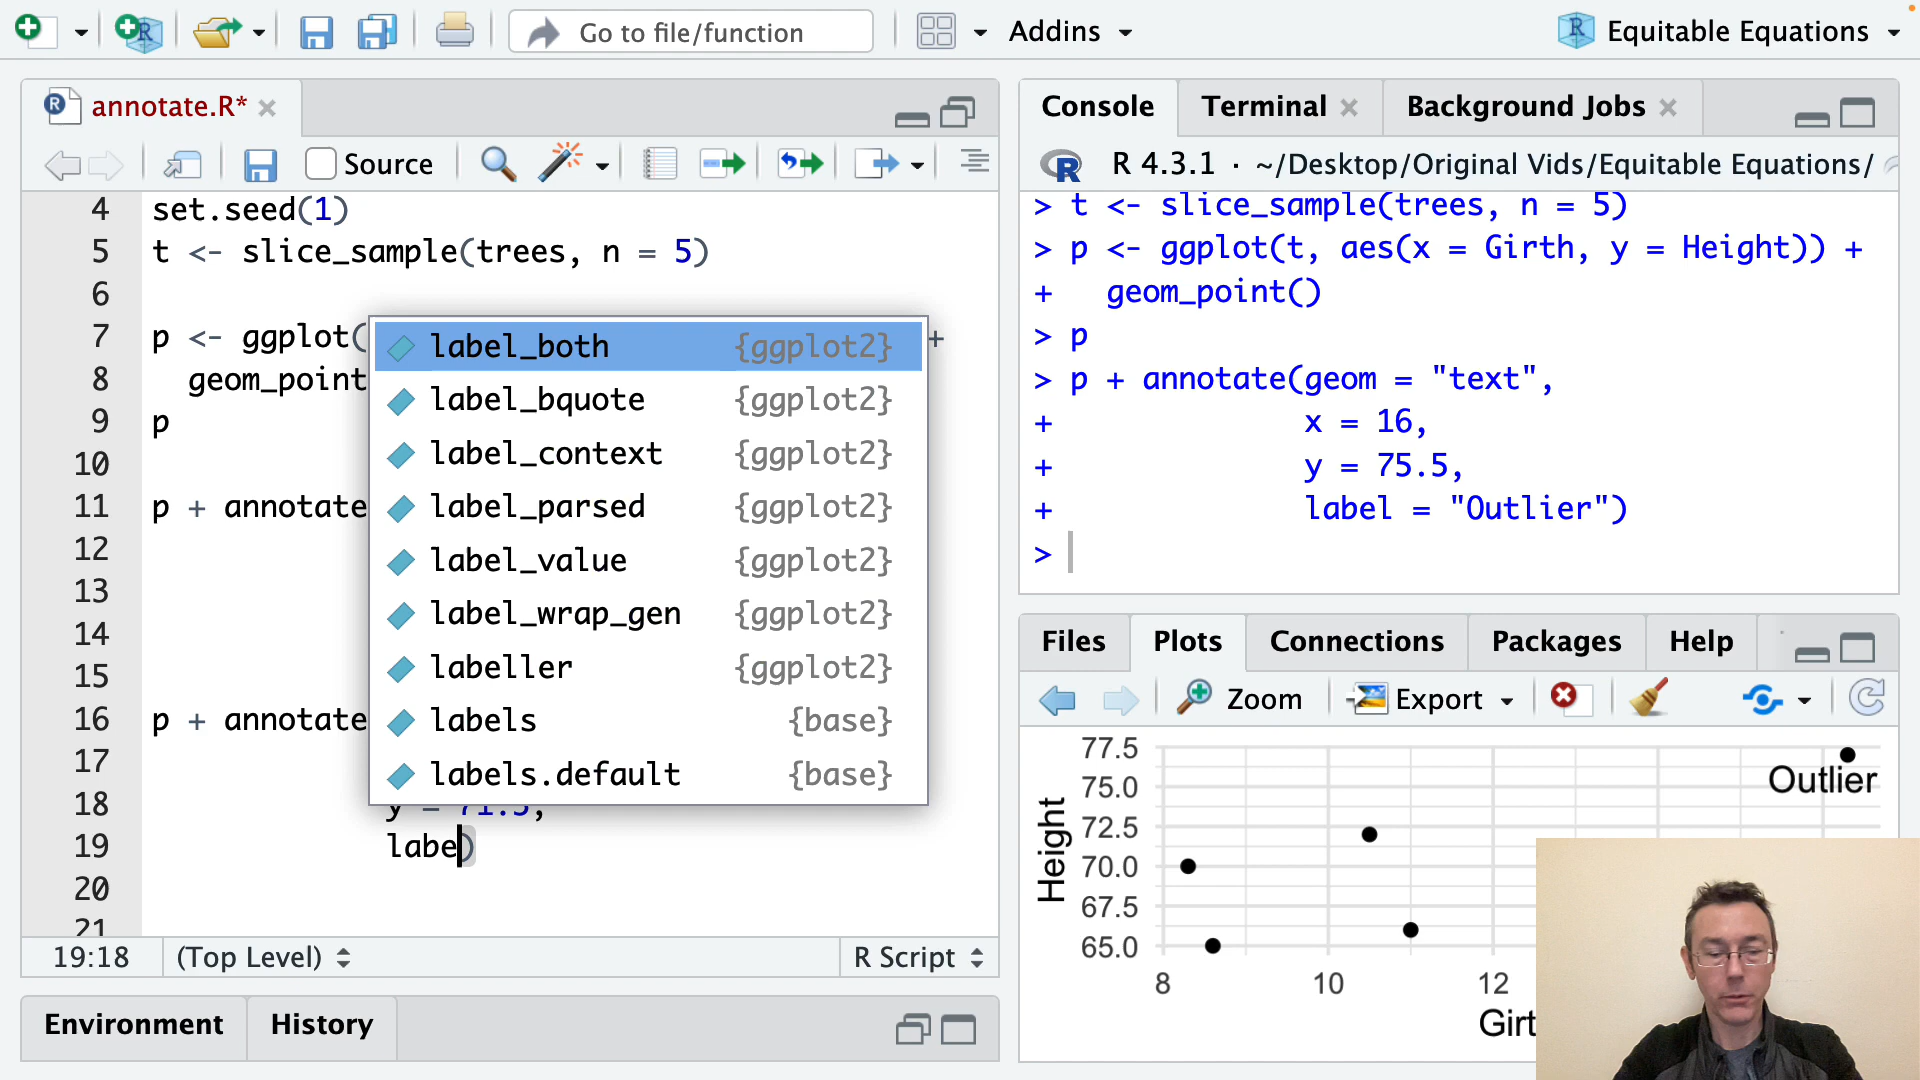 Go to file/function
Addins
Equitable Equations
annotate.R*
Source
4 set.seed(1)
5 t <- slice_sample(trees, n = 5)
6
7 p <- ggplot( +
8 geom_point
9 p
10
11 p + annotate
12
13
14
15
16 p + annotate
17
18 y = 71.5,
19 labe)
20
21
label_both {ggplot2}
label_bquote {ggplot2}
label_context {ggplot2}
label_parsed {ggplot2}
label_value {ggplot2}
label_wrap_gen {ggplot2}
labeller {ggplot2}
labels {base}
labels.default {base}
19:18 (Top Level) R Script
Environment History
Console Terminal Background Jobs
R 4.3.1 · ~/Desktop/Original Vids/Equitable Equations/
> t <- slice_sample(trees, n = 5)
> p <- ggplot(t, aes(x = Girth, y = Height)) +
+ geom_point()
> p
> p + annotate(geom = "text",
+ x = 16,
+ y = 75.5,
+ label = "Outlier")
>
Files Plots Connections Packages Help
Zoom Export
77.5
75.0
72.5
70.0
67.5
65.0
Height
Outlier
8 10 12
Girt